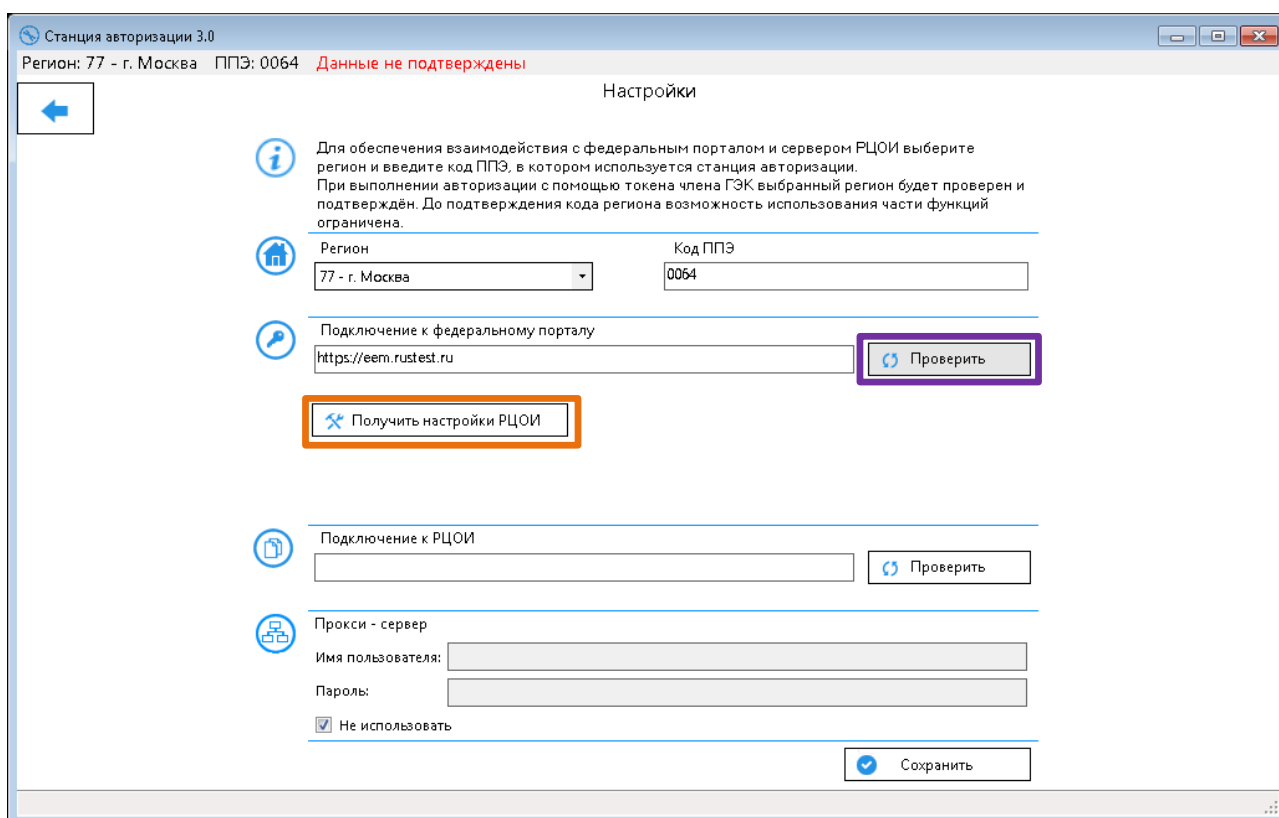 Станция авторизации 3.0
Регион: 77 - г. Москва ППЭ: 0064 Данные не подтверждены
Настройки
Для обеспечения взаимодействия с федеральным порталом и сервером РЦОИ выберите
регион и введите код ППЭ, в котором используется станция авторизации.
При выполнении авторизации с помощью токена члена ГЭК выбранный регион будет проверен и
подтверждён. До подтверждения кода региона возможность использования части функций
ограничена.
Регион Код ППЭ
77 - г. Москва 0064
Подключение к федеральному порталу
https://eem.rustest.ru Проверить
Получить настройки РЦОИ
Подключение к РЦОИ
Проверить
Прокси - сервер
Имя пользователя:
Пароль:
Не использовать
Сохранить